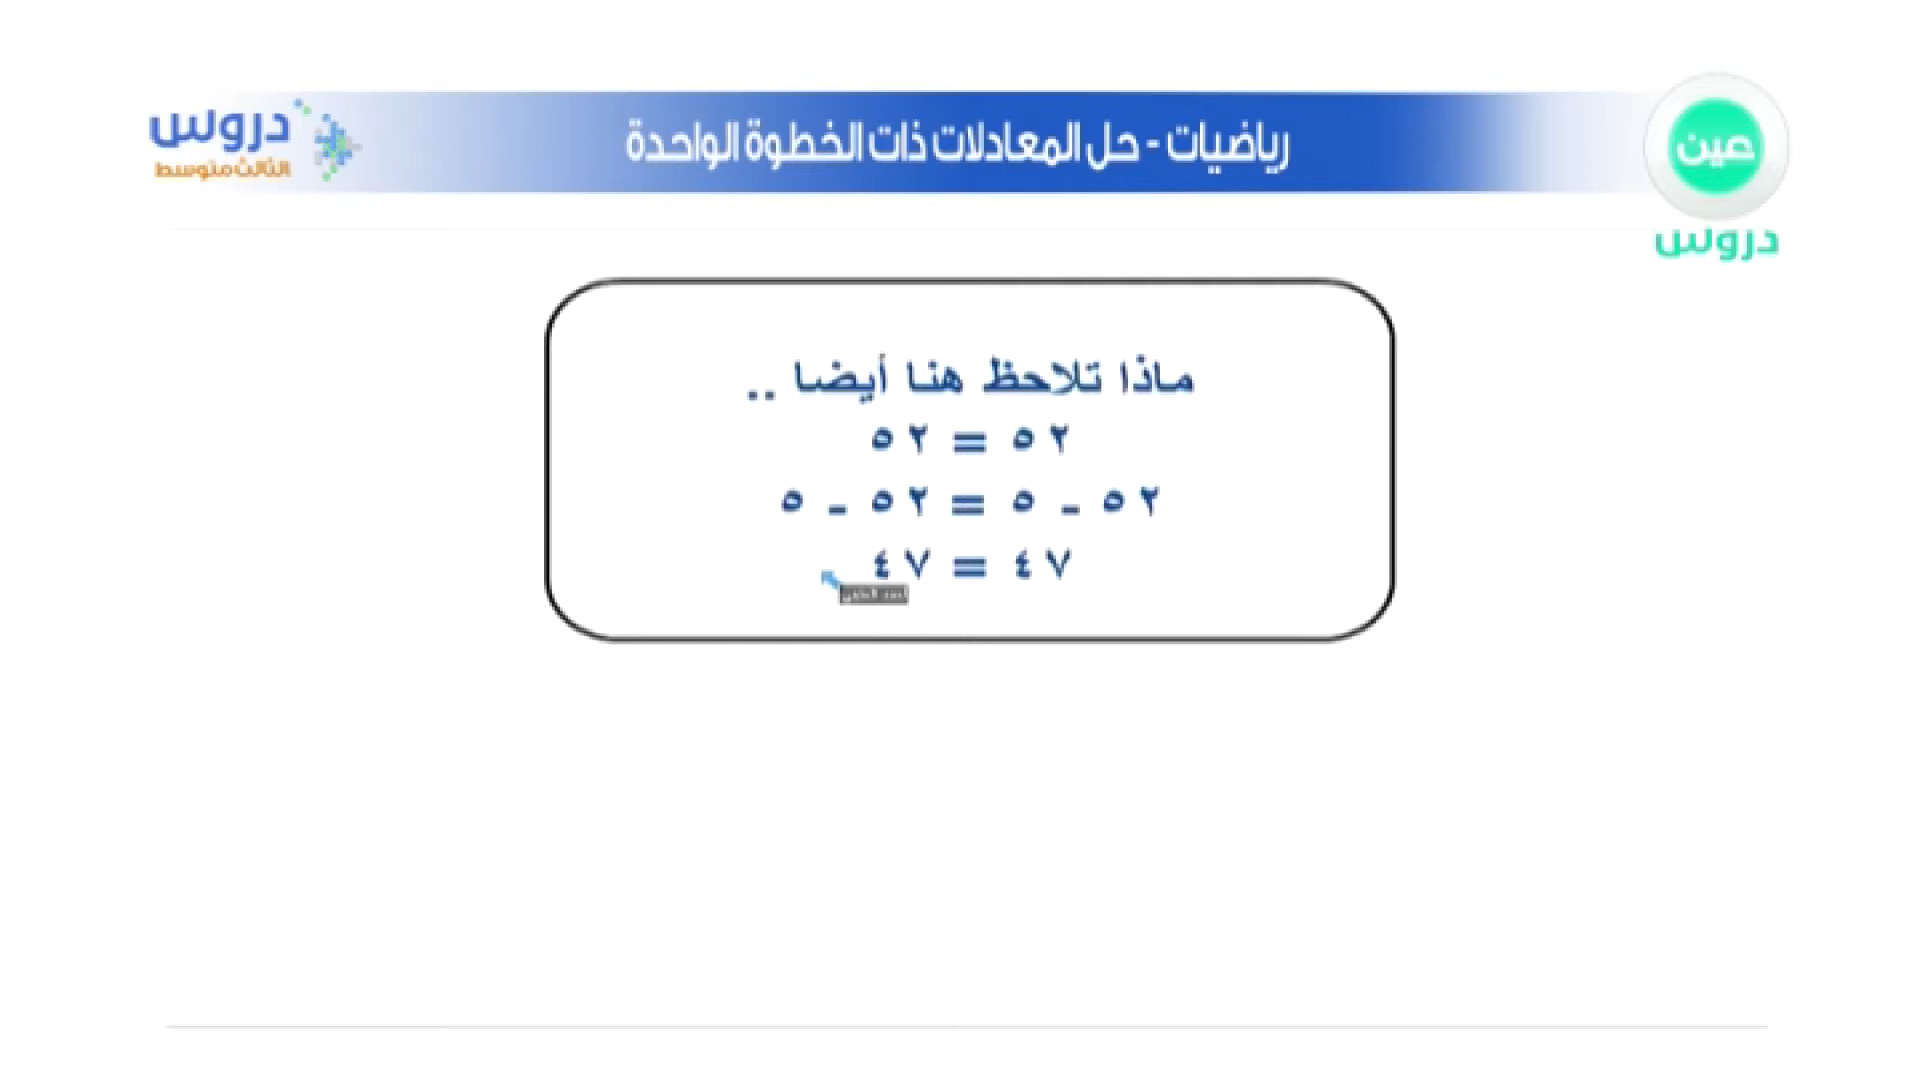 رياضيات - حل المعادلات ذات الخطوة الواحدة
عين
دروس
دروس
الثالث متوسط
ماذا تلاحظ هنا أيضا ..
٥٢ = ٥٢
٥٢ - ٥ = ٥٢ - ٥
٤٧ = ٤٧